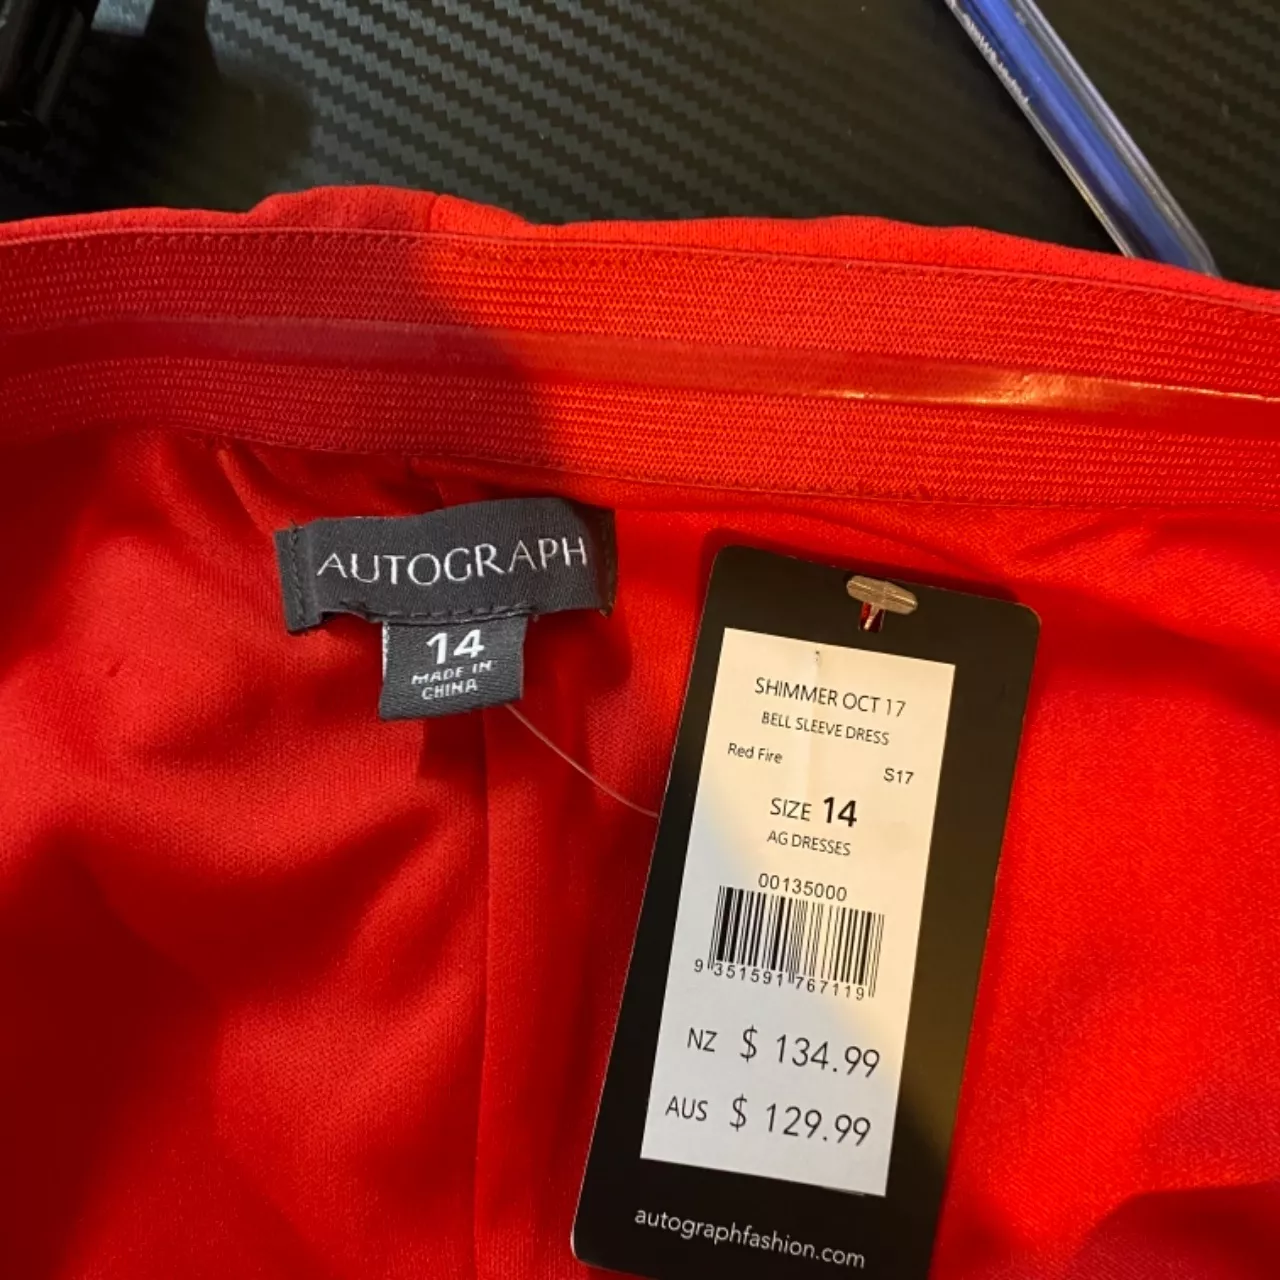 AUTOGRAPH
14
MADE IN
CHINA
SHIMMER OCT 17
BELL SLEEVE DRESS
Red Fire
S17
SIZE 14
AG DRESSES
00135000
9 351591 767119
NZ $ 134.99
AUS $ 129.99
autographfashion.com